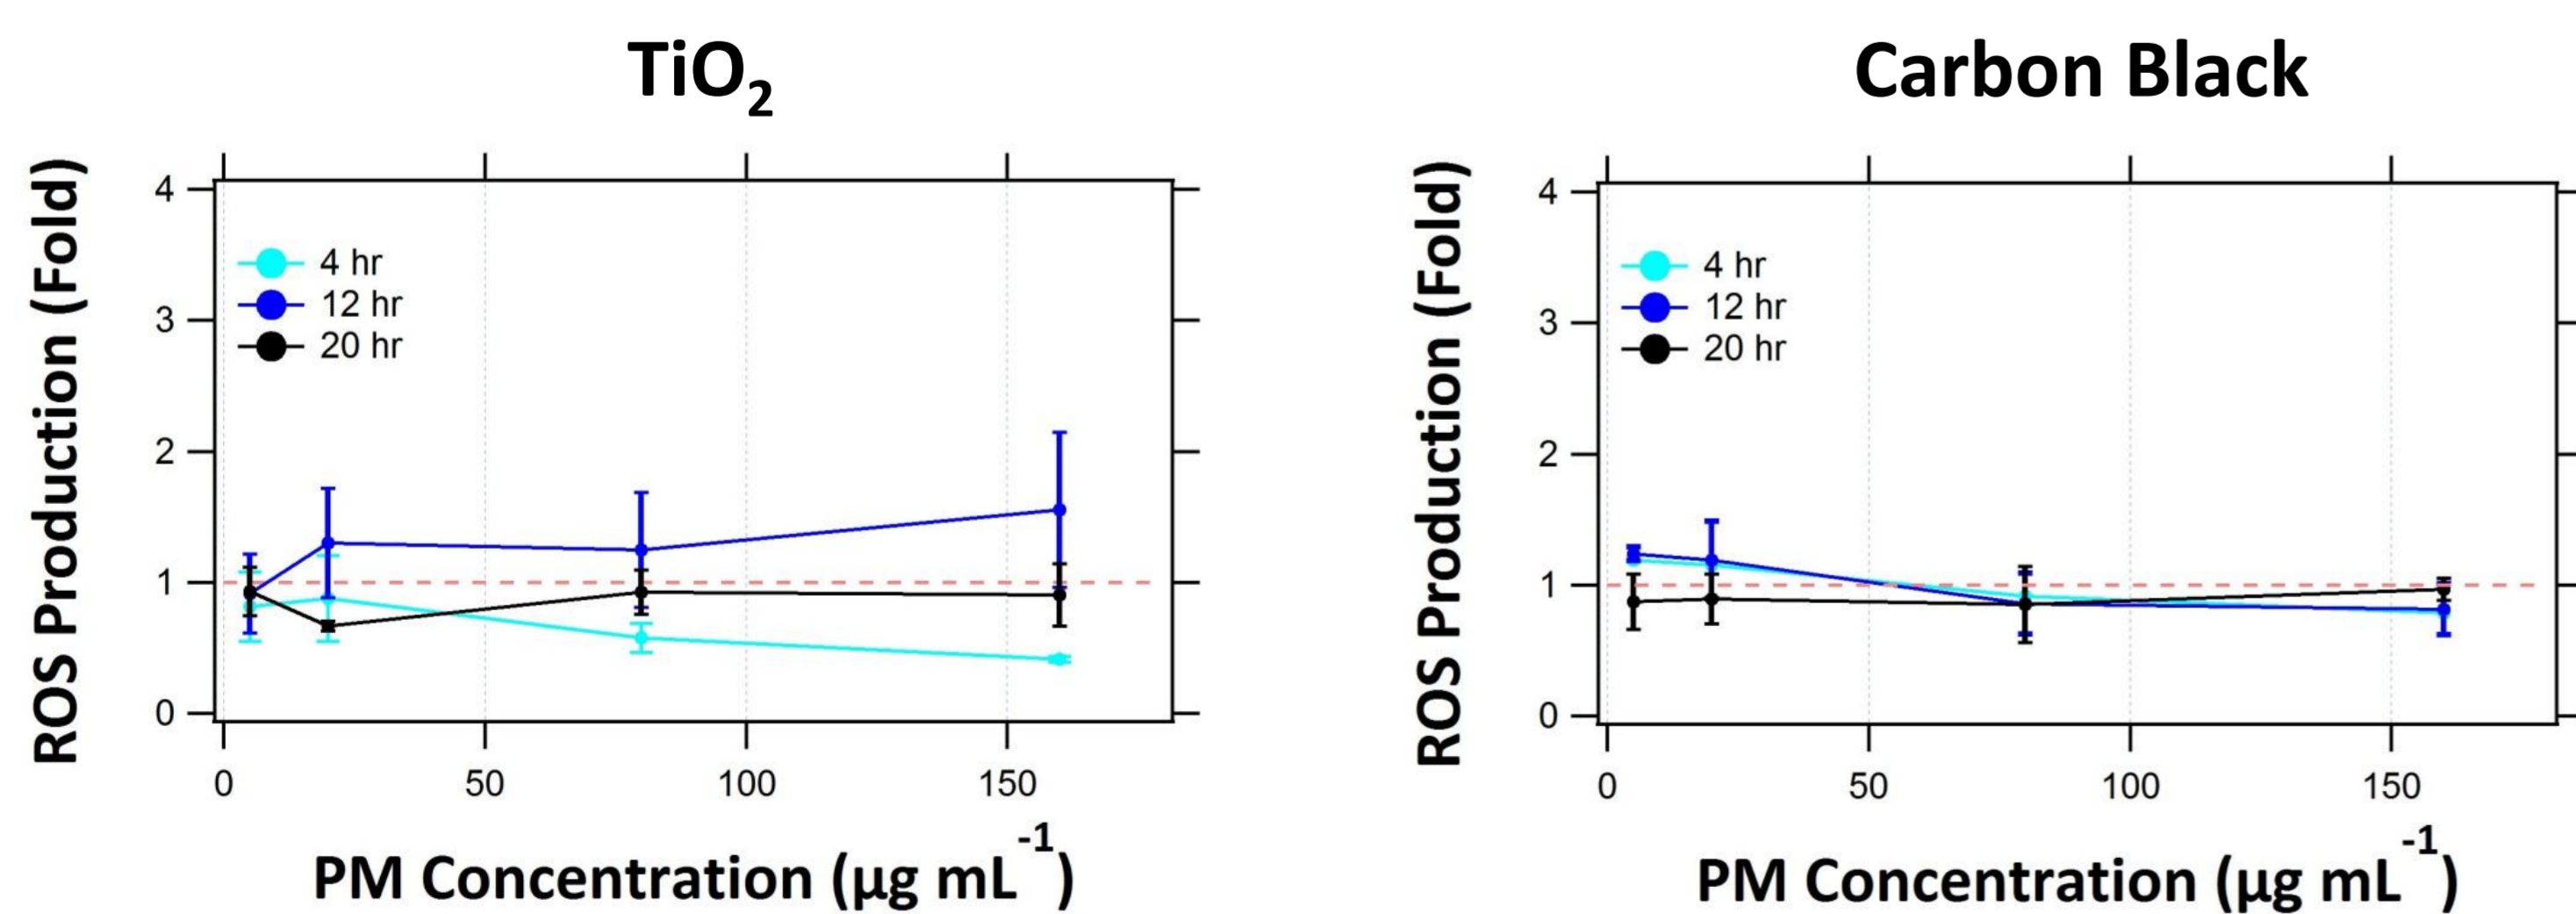 TiO₂
ROS Production (Fold)
4
3
2
1
0
4 hr
12 hr
20 hr
0 50 100 150
PM Concentration (µg mL⁻¹)
Carbon Black
ROS Production (Fold)
4
3
2
1
0
4 hr
12 hr
20 hr
0 50 100 150
PM Concentration (µg mL⁻¹)